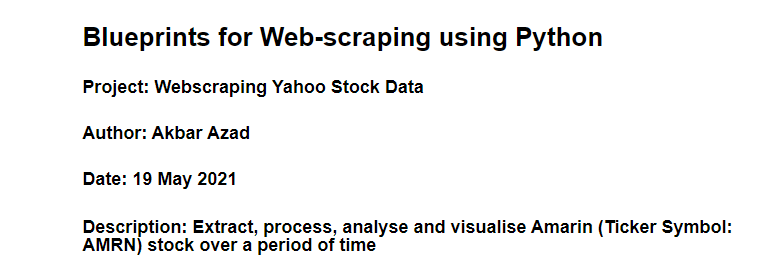 Blueprints for Web-scraping using Python
Project: Webscraping Yahoo Stock Data
Author: Akbar Azad
Date: 19 May 2021
Description: Extract, process, analyse and visualise Amarin (Ticker Symbol:
AMRN) stock over a period of time